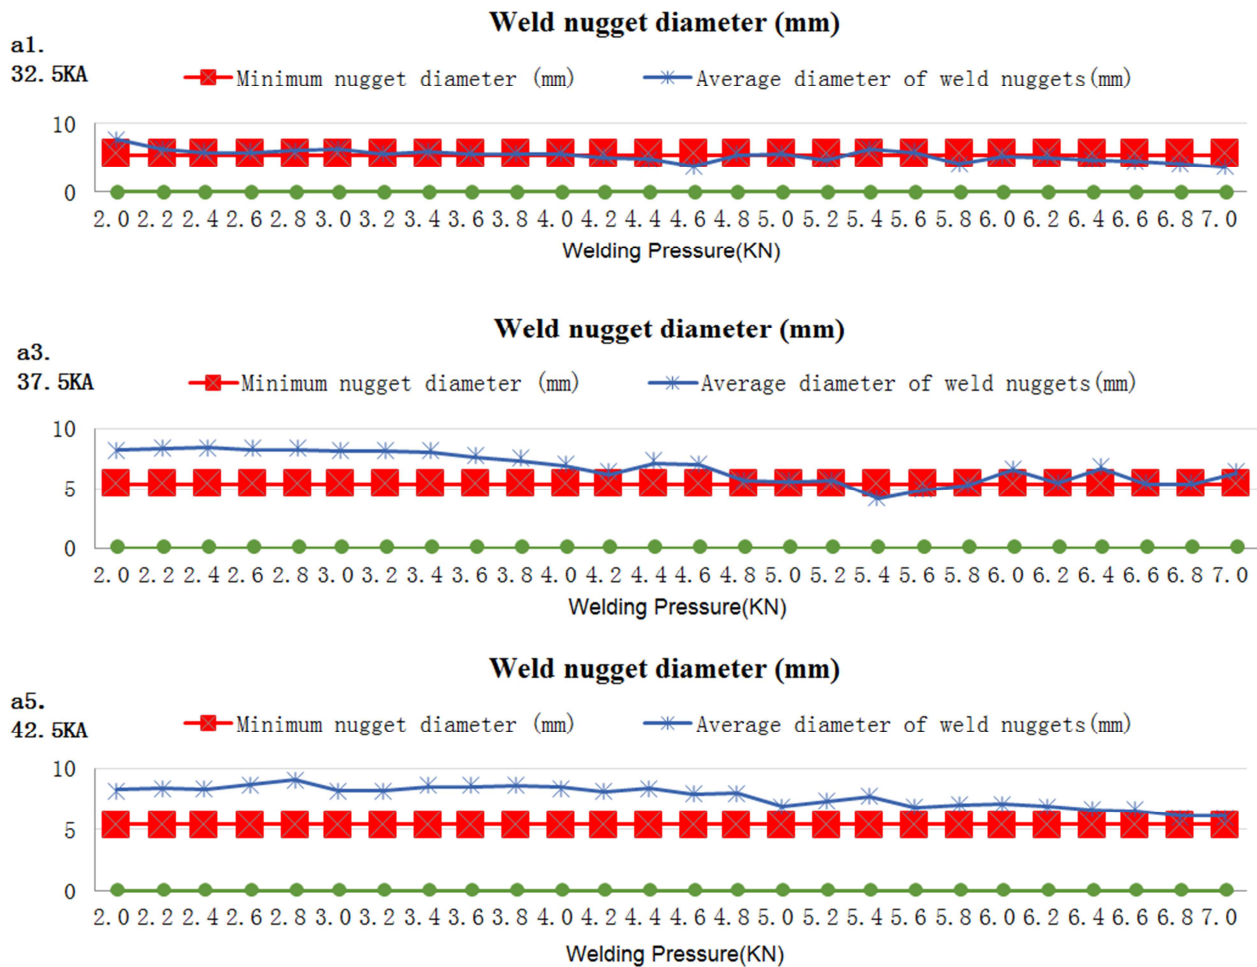 Weld nugget diameter (mm)
a1.
32.5KA
Minimum nugget diameter (mm)
Average diameter of weld nuggets(mm)
10
0
2.0 2.2 2.4 2.6 2.8 3.0 3.2 3.4 3.6 3.8 4.0 4.2 4.4 4.6 4.8 5.0 5.2 5.4 5.6 5.8 6.0 6.2 6.4 6.6 6.8 7.0
Welding Pressure(KN)
Weld nugget diameter (mm)
a3.
37.5KA
Minimum nugget diameter (mm)
Average diameter of weld nuggets(mm)
10
5
0
2.0 2.2 2.4 2.6 2.8 3.0 3.2 3.4 3.6 3.8 4.0 4.2 4.4 4.6 4.8 5.0 5.2 5.4 5.6 5.8 6.0 6.2 6.4 6.6 6.8 7.0
Welding Pressure(KN)
Weld nugget diameter (mm)
a5.
42.5KA
Minimum nugget diameter (mm)
Average diameter of weld nuggets(mm)
10
5
0
2.0 2.2 2.4 2.6 2.8 3.0 3.2 3.4 3.6 3.8 4.0 4.2 4.4 4.6 4.8 5.0 5.2 5.4 5.6 5.8 6.0 6.2 6.4 6.6 6.8 7.0
Welding Pressure(KN)